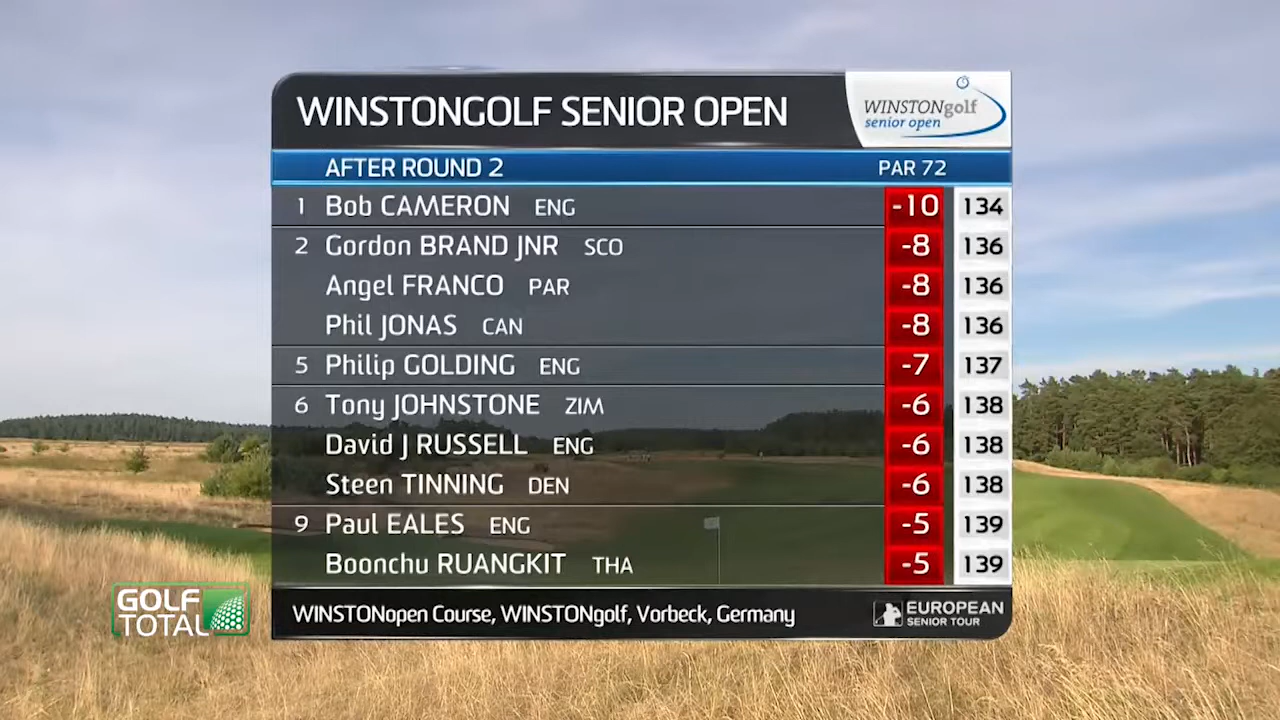 WINSTONGOLF SENIOR OPEN
WINSTONgolf
senior open
AFTER ROUND 2 PAR 72
1 Bob CAMERON ENG -10 134
2 Gordon BRAND JNR SCO -8 136
Angel FRANCO PAR -8 136
Phil JONAS CAN -8 136
5 Philip GOLDING ENG -7 137
6 Tony JOHNSTONE ZIM -6 138
David J RUSSELL ENG -6 138
Steen TINNING DEN -6 138
9 Paul EALES ENG -5 139
Boonchu RUANGKIT THA -5 139
WINSTONopen Course, WINSTONgolf, Vorbeck, Germany
EUROPEAN
SENIOR TOUR
GOLF
TOTAL